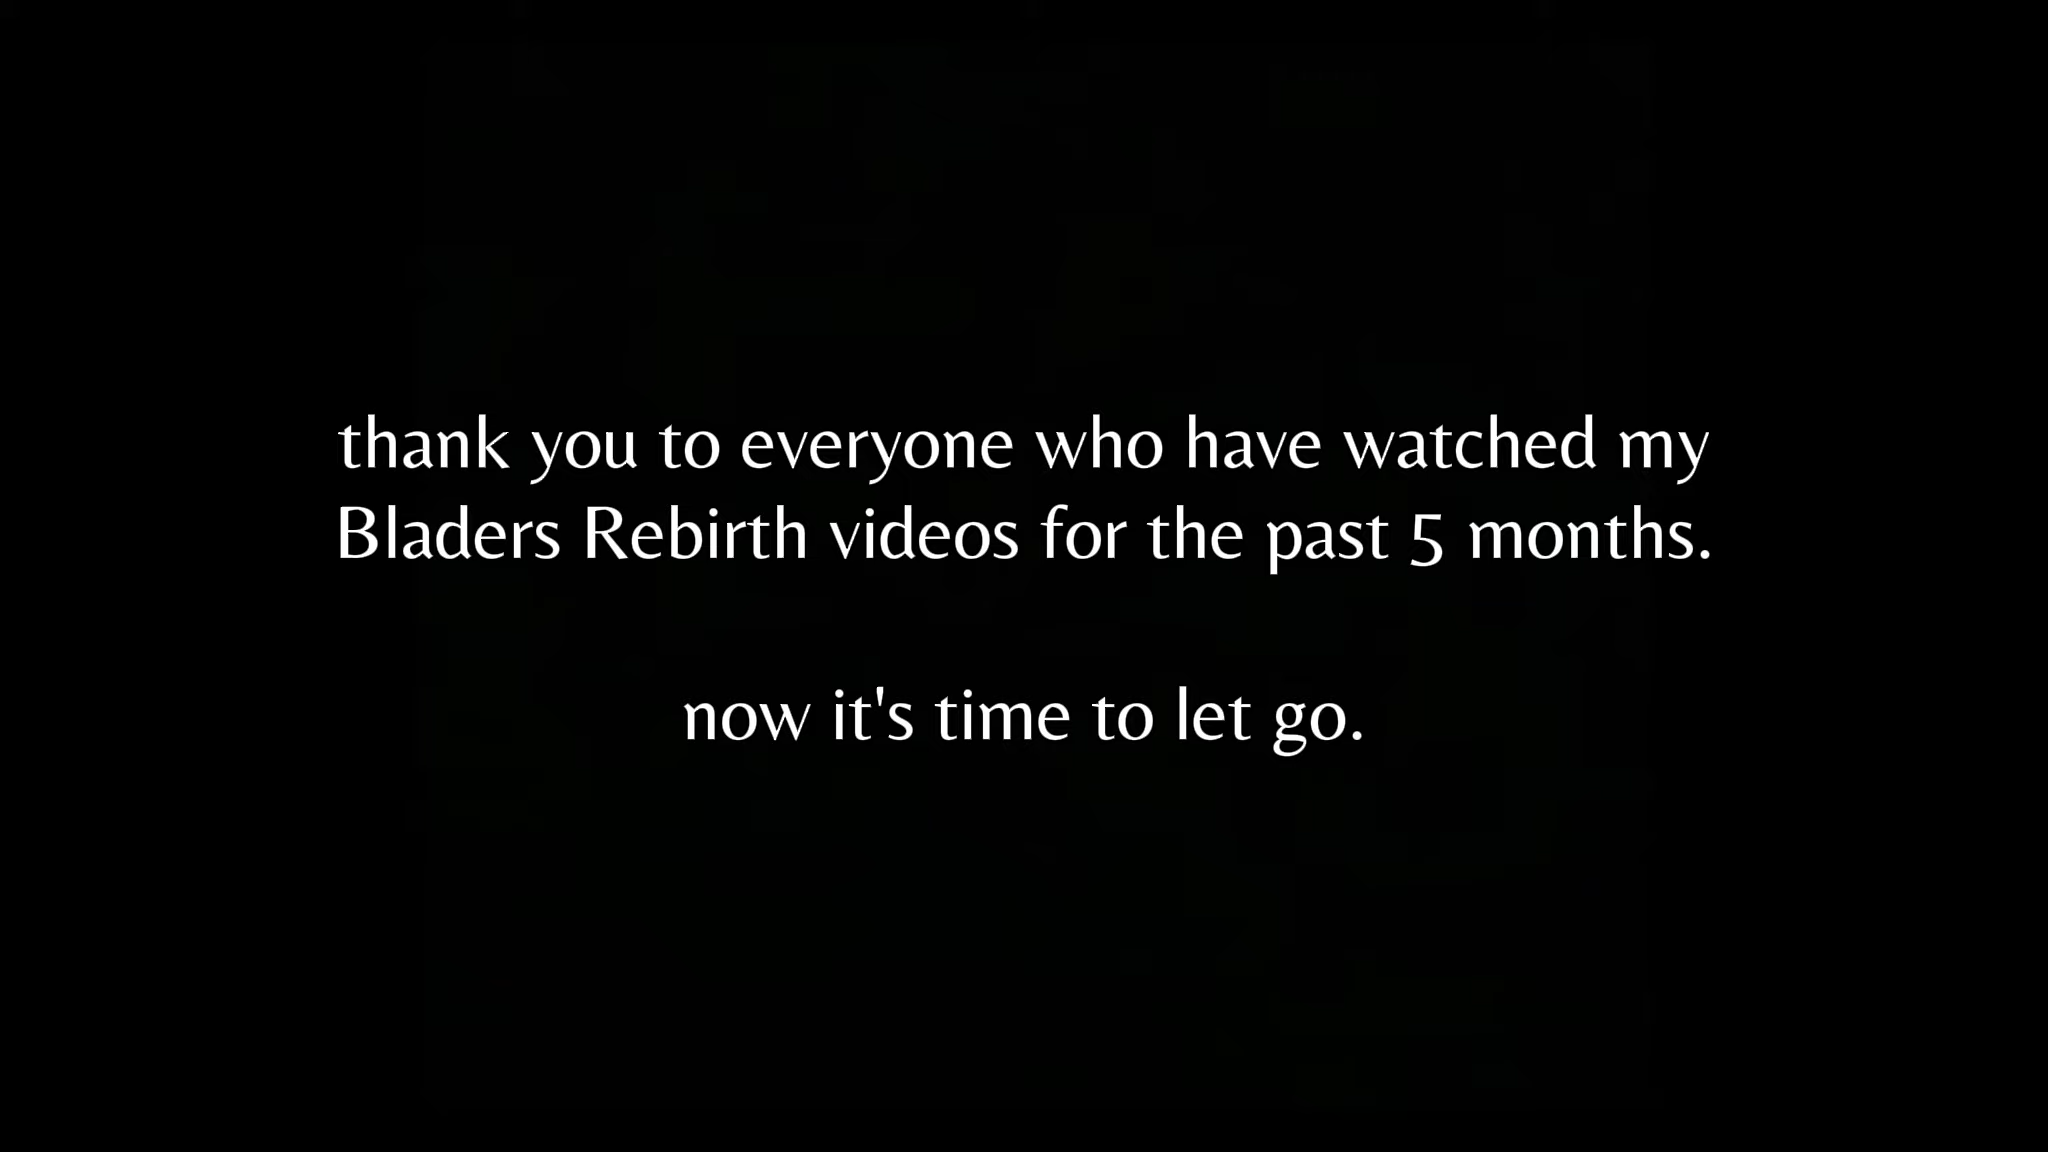 thank you to everyone who have watched my
Bladers Rebirth videos for the past 5 months.
now it's time to let go.